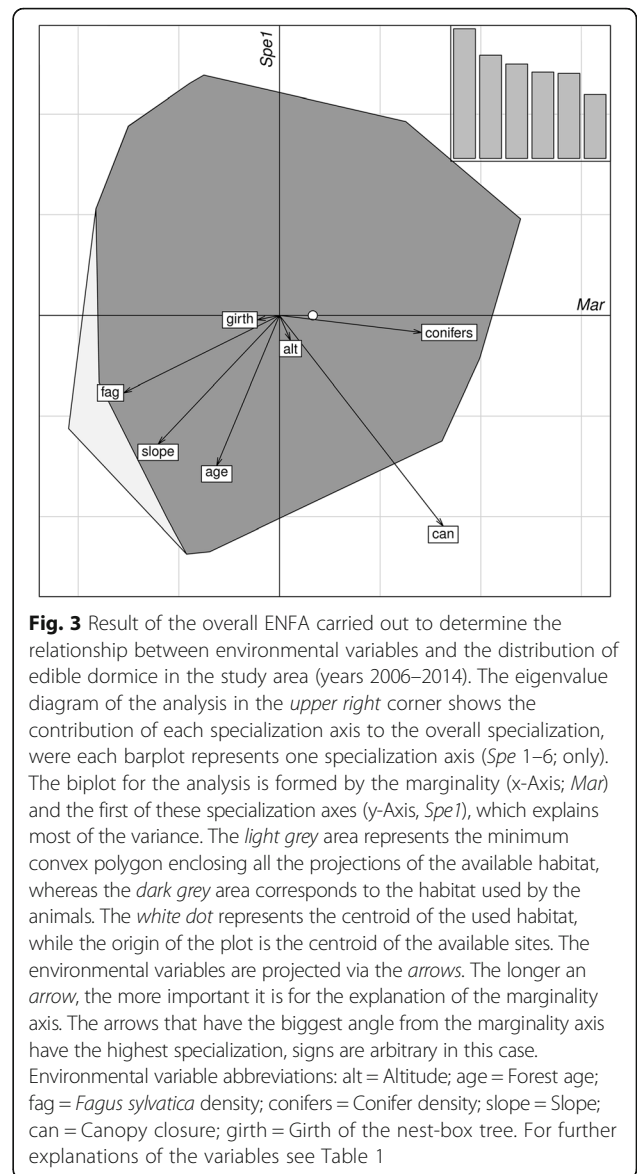 Spe1
Mar
girth
conifers
alt
fag
slope
age
can
Fig. 3 Result of the overall ENFA carried out to determine the
relationship between environmental variables and the distribution of
edible dormice in the study area (years 2006–2014). The eigenvalue
diagram of the analysis in the upper right corner shows the
contribution of each specialization axis to the overall specialization,
were each barplot represents one specialization axis (Spe 1–6; only).
The biplot for the analysis is formed by the marginality (x-Axis; Mar)
and the first of these specialization axes (y-Axis, Spe1), which explains
most of the variance. The light grey area represents the minimum
convex polygon enclosing all the projections of the available habitat,
whereas the dark grey area corresponds to the habitat used by the
animals. The white dot represents the centroid of the used habitat,
while the origin of the plot is the centroid of the available sites. The
environmental variables are projected via the arrows. The longer an
arrow, the more important it is for the explanation of the marginality
axis. The arrows that have the biggest angle from the marginality axis
have the highest specialization, signs are arbitrary in this case.
Environmental variable abbreviations: alt = Altitude; age = Forest age;
fag = Fagus sylvatica density; conifers = Conifer density; slope = Slope;
can = Canopy closure; girth = Girth of the nest-box tree. For further
explanations of the variables see Table 1